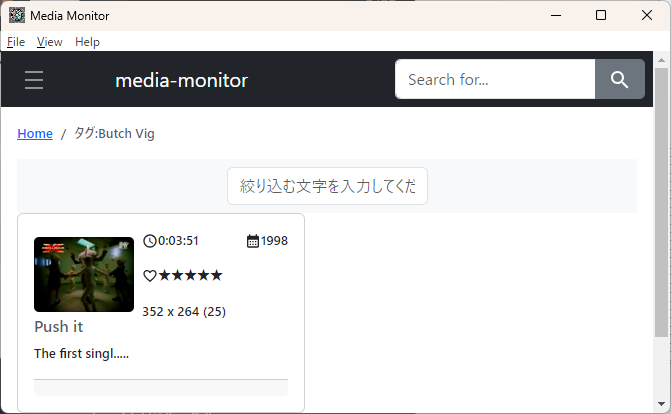 Media Monitor
File View Help
media-monitor
Search for...
Home / タグ:Butch Vig
絞り込む文字を入力してくだ
0:03:51 1998
★★★★★
352 x 264 (25)
Push it
The first singl.....